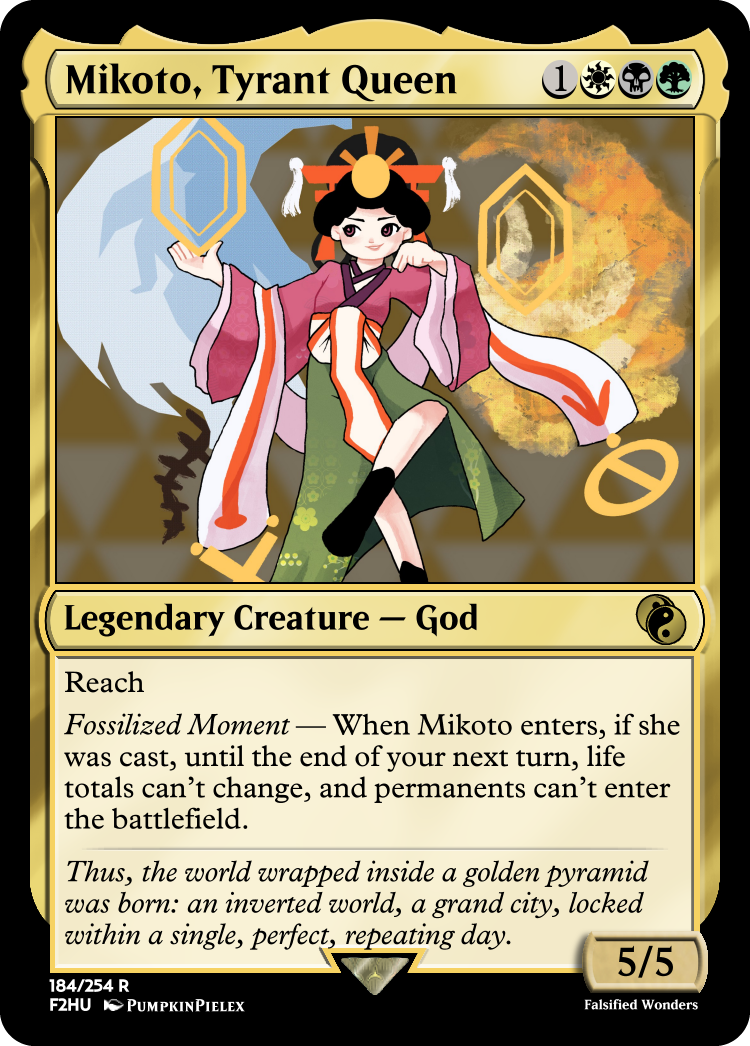 Mikoto, Tyrant Queen 1
Legendary Creature — God
Reach
Fossilized Moment — When Mikoto enters, if she
was cast, until the end of your next turn, life
totals can't change, and permanents can't enter
the battlefield.
Thus, the world wrapped inside a golden pyramid
was born: an inverted world, a grand city, locked
within a single, perfect, repeating day.
5/5
184/254 R
F2HU PumpkinPielex
Falsified Wonders